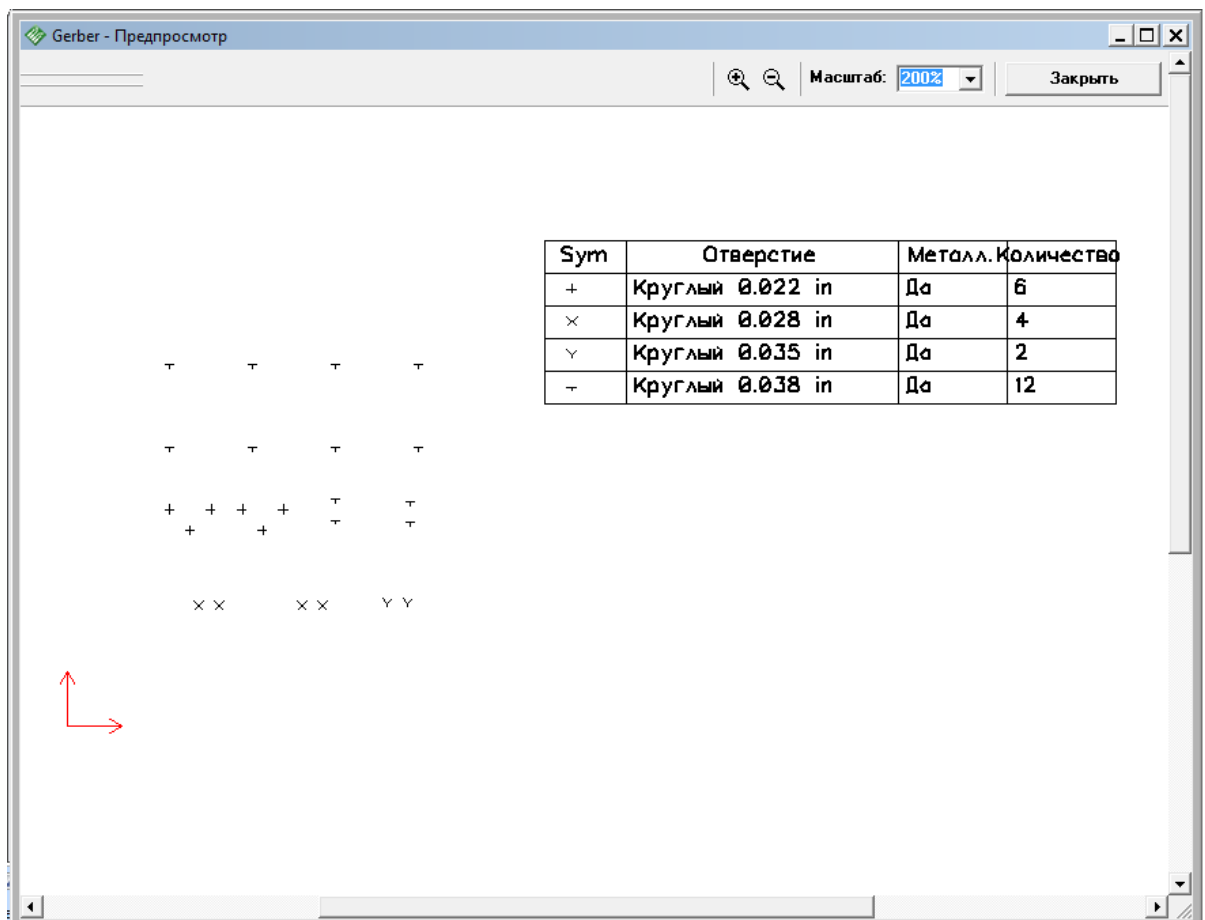 Gerber - Предпросмотр
Масштаб: 200% Закрыть
Sym Отверстие Металл. Количество
+ Круглый 0.022 in Да 6
× Круглый 0.028 in Да 4
Y Круглый 0.035 in Да 2
┬ Круглый 0.038 in Да 12